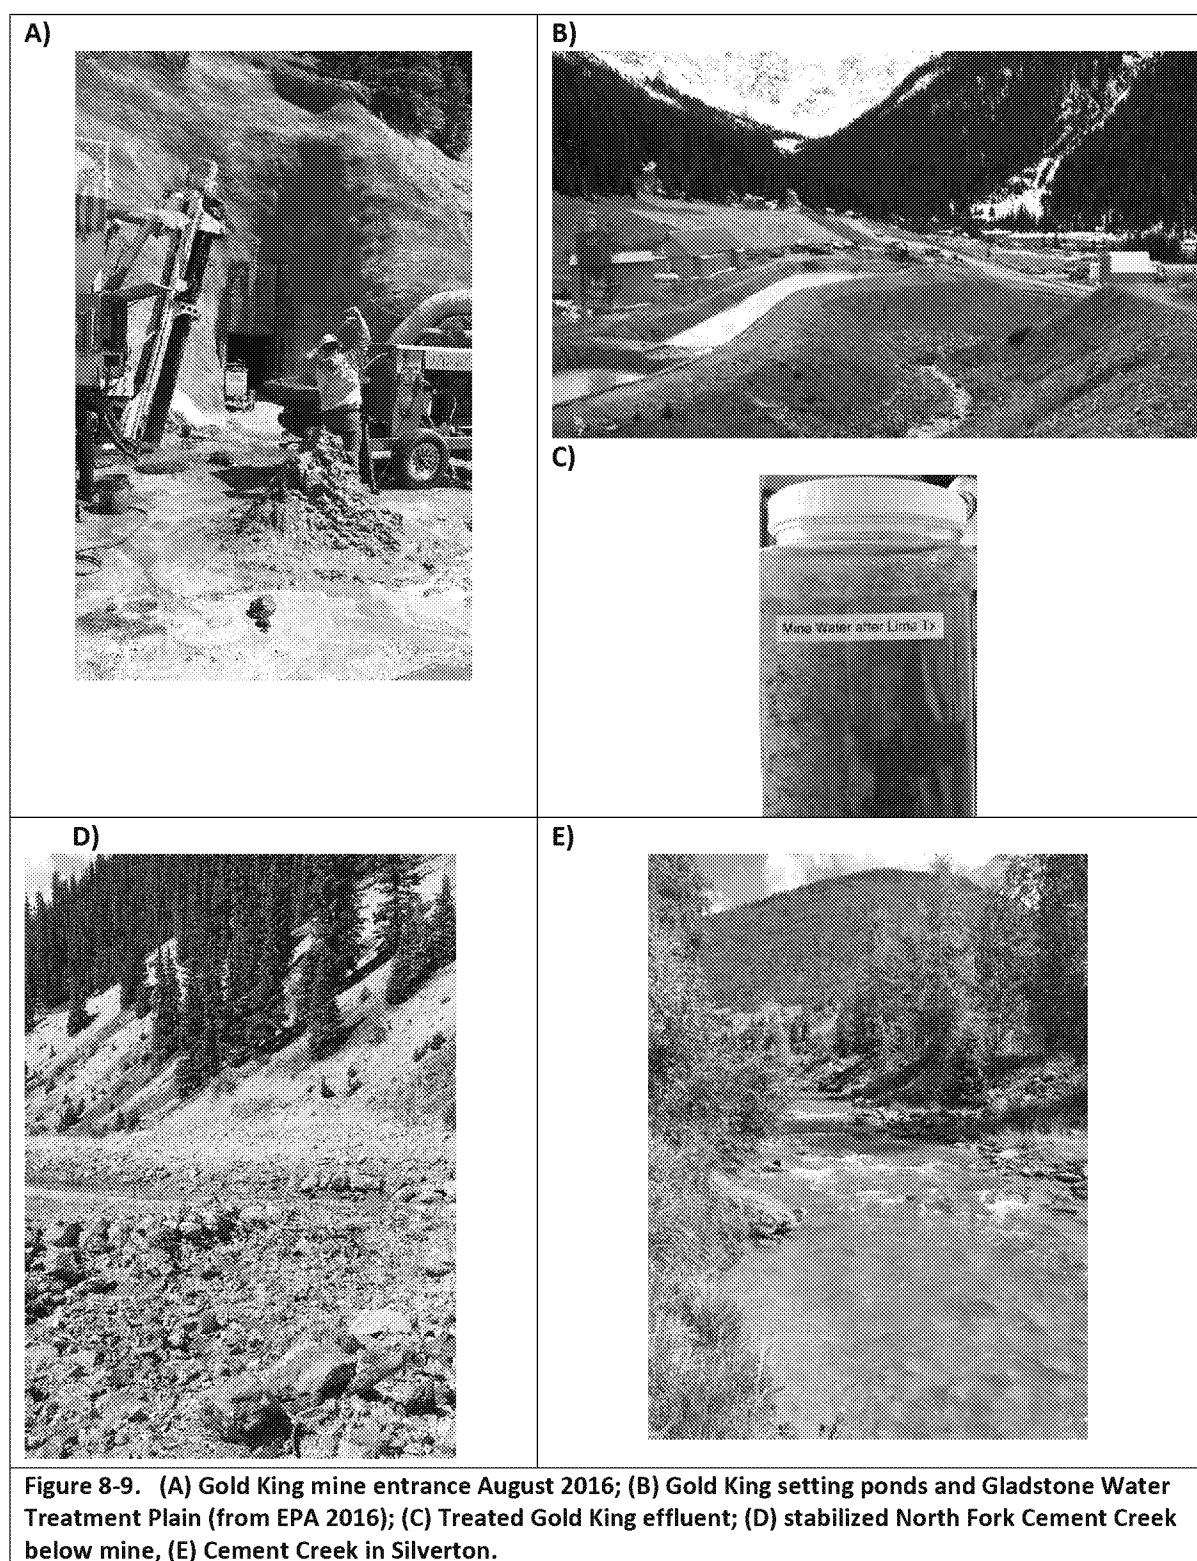 A)
B)
C)
Mine Water after Lime Tx
D)
E)
Figure 8-9. (A) Gold King mine entrance August 2016; (B) Gold King setting ponds and Gladstone Water
Treatment Plain (from EPA 2016); (C) Treated Gold King effluent; (D) stabilized North Fork Cement Creek
below mine, (E) Cement Creek in Silverton.